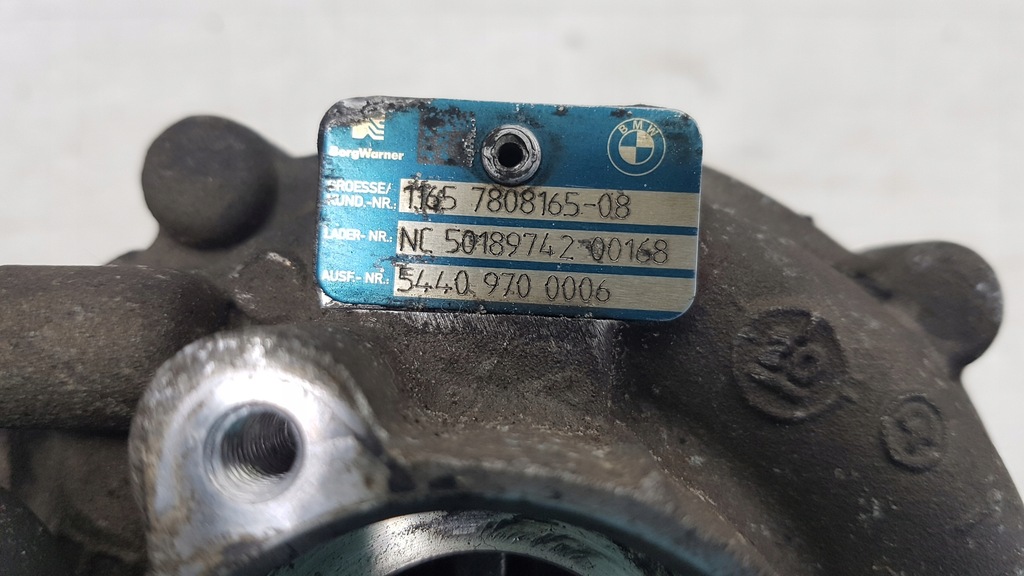 BMW
BorgWarner
GROESSE/
KUND.-NR.: 1165 7808165-08
LADER-NR.: NC 50189742 00168
AUSF.-NR.: 5440 970 0006